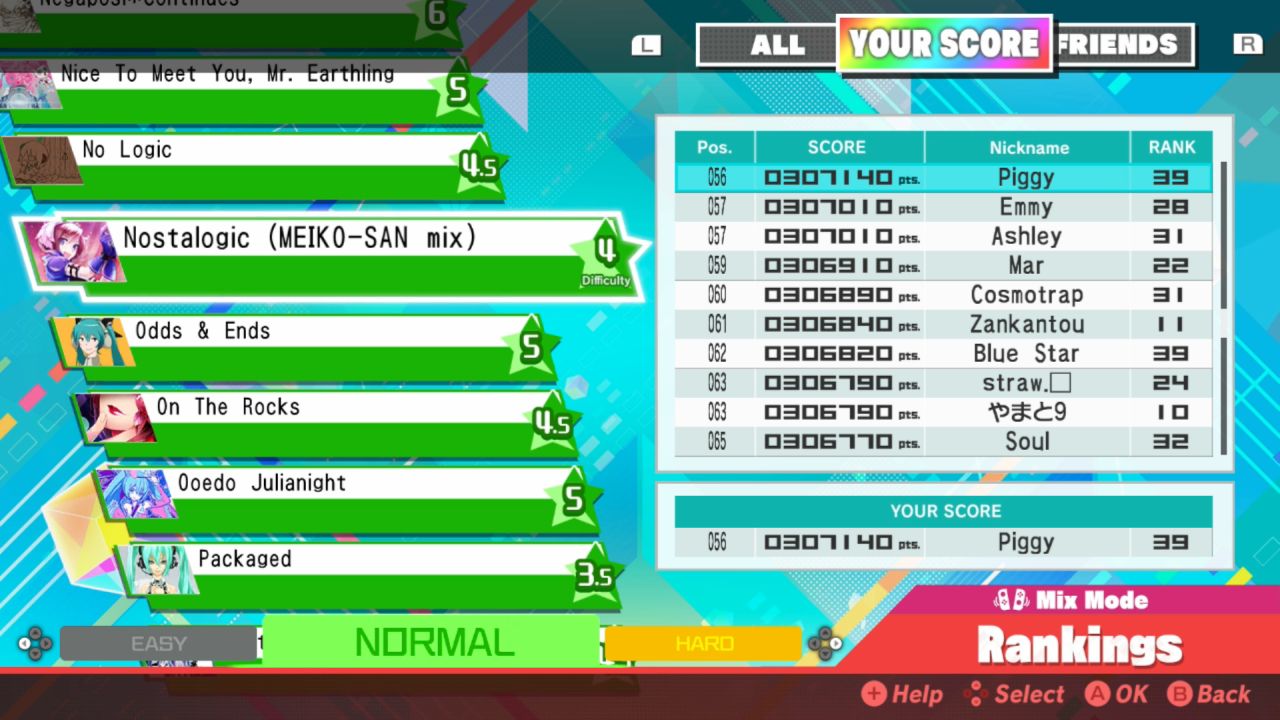 6
Nice To Meet You, Mr. Earthling
5
No Logic
4.5
Nostalogic (MEIKO-SAN mix)
4
Difficulty
Odds & Ends
5
On The Rocks
4.5
Ooedo Julianight
5
Packaged
3.5
EASY NORMAL HARD
L ALL YOUR SCORE FRIENDS R
Pos. SCORE Nickname RANK
056 0307140 pts. Piggy 39
057 0307010 pts. Emmy 28
057 0307010 pts. Ashley 31
059 0306910 pts. Mar 22
060 0306890 pts. Cosmotrap 31
061 0306840 pts. Zankantou 11
062 0306820 pts. Blue Star 39
063 0306790 pts. straw.□ 24
063 0306790 pts. やまと9 10
065 0306770 pts. Soul 32
YOUR SCORE
056 0307140 pts. Piggy 39
Mix Mode
Rankings
+ Help Select A OK B Back